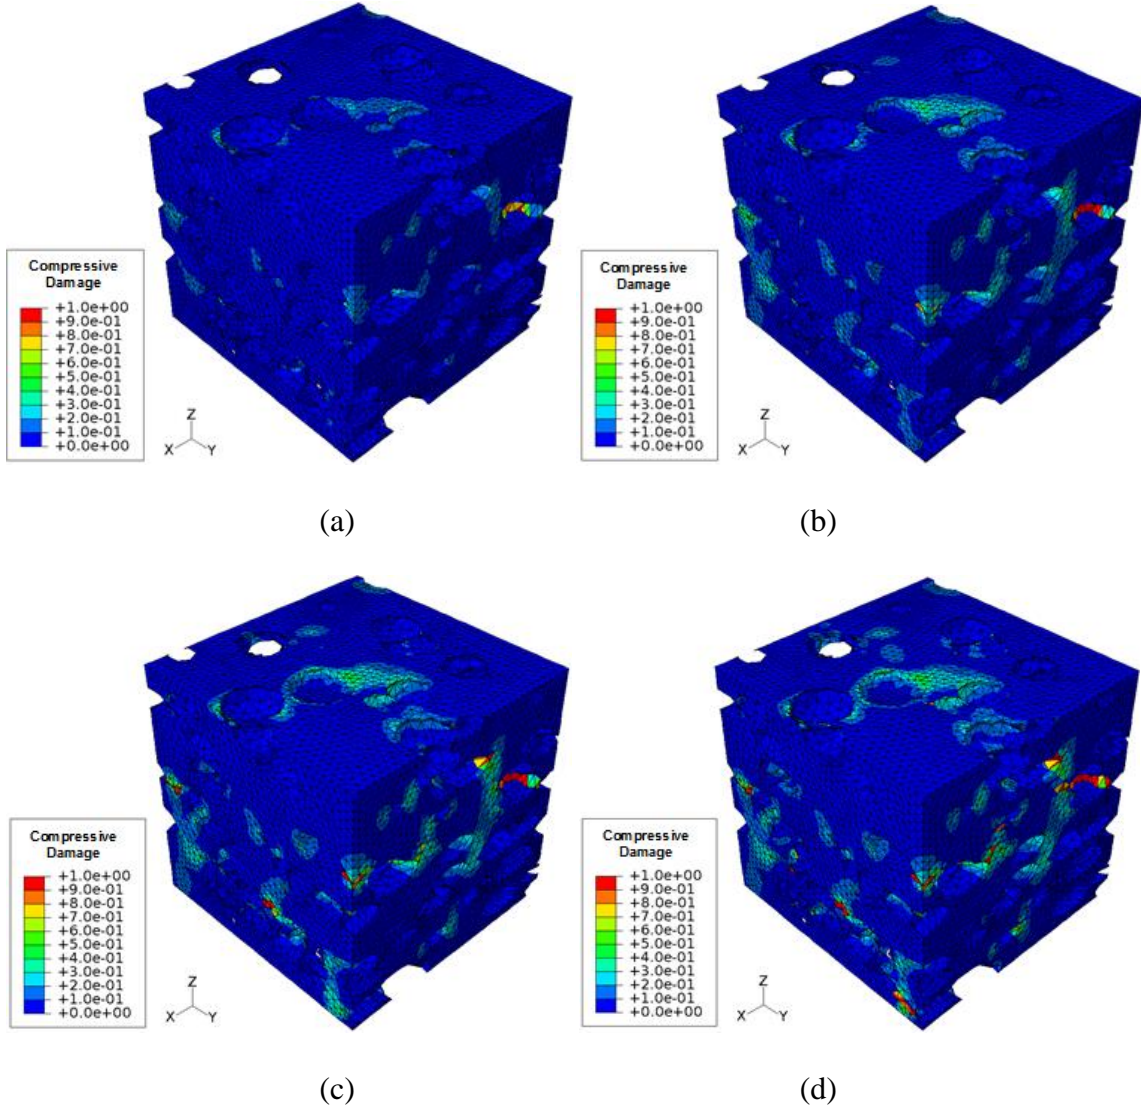 Compressive
Damage
+1.0e+00
+9.0e-01
+8.0e-01
+7.0e-01
+6.0e-01
+5.0e-01
+4.0e-01
+3.0e-01
+2.0e-01
+1.0e-01
+0.0e+00
Z
X Y
Compressive
Damage
+1.0e+00
+9.0e-01
+8.0e-01
+7.0e-01
+6.0e-01
+5.0e-01
+4.0e-01
+3.0e-01
+2.0e-01
+1.0e-01
+0.0e+00
Z
X Y
(a)
(b)
Compressive
Damage
+1.0e+00
+9.0e-01
+8.0e-01
+7.0e-01
+6.0e-01
+5.0e-01
+4.0e-01
+3.0e-01
+2.0e-01
+1.0e-01
+0.0e+00
Z
X Y
Compressive
Damage
+1.0e+00
+9.0e-01
+8.0e-01
+7.0e-01
+6.0e-01
+5.0e-01
+4.0e-01
+3.0e-01
+2.0e-01
+1.0e-01
+0.0e+00
Z
X Y
(c)
(d)